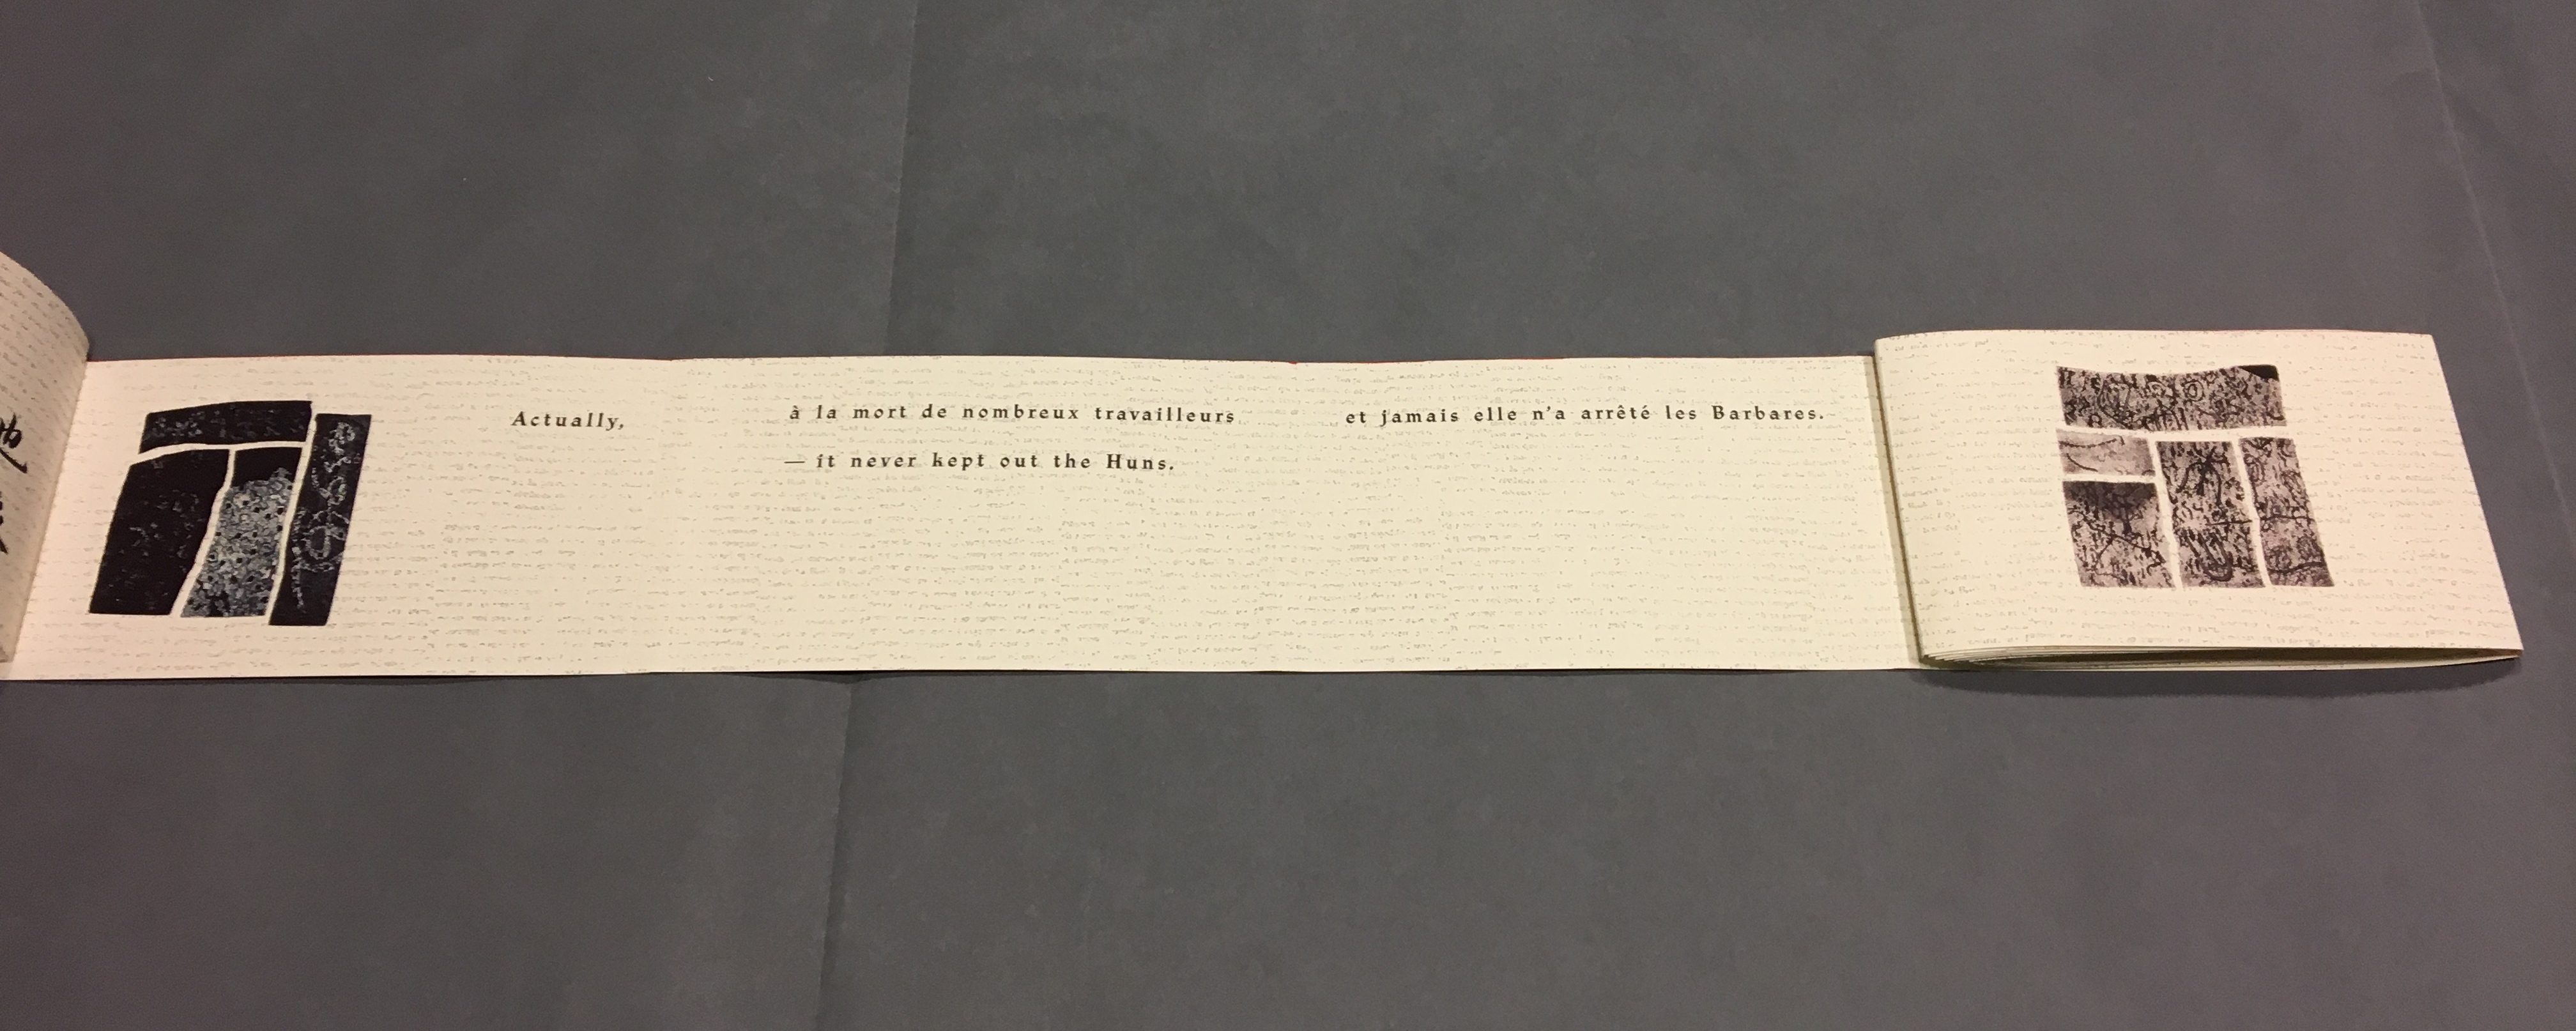 Actually,
à la mort de nombreux travailleurs
— it never kept out the Huns.
et jamais elle n'a arrêté les Barbares.